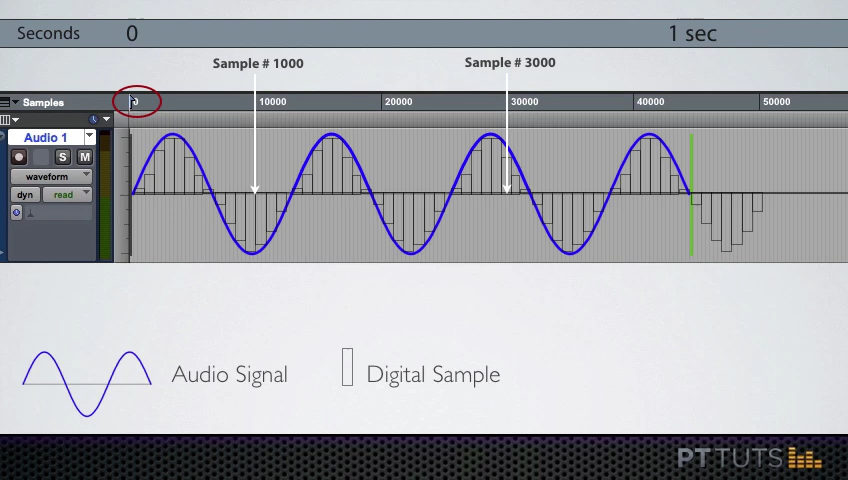 Seconds 0 1 sec
Sample # 1000 Sample # 3000
Samples 0 10000 20000 30000 40000 50000
Audio 1
S M
waveform
dyn read
Audio Signal Digital Sample
PT TUTS